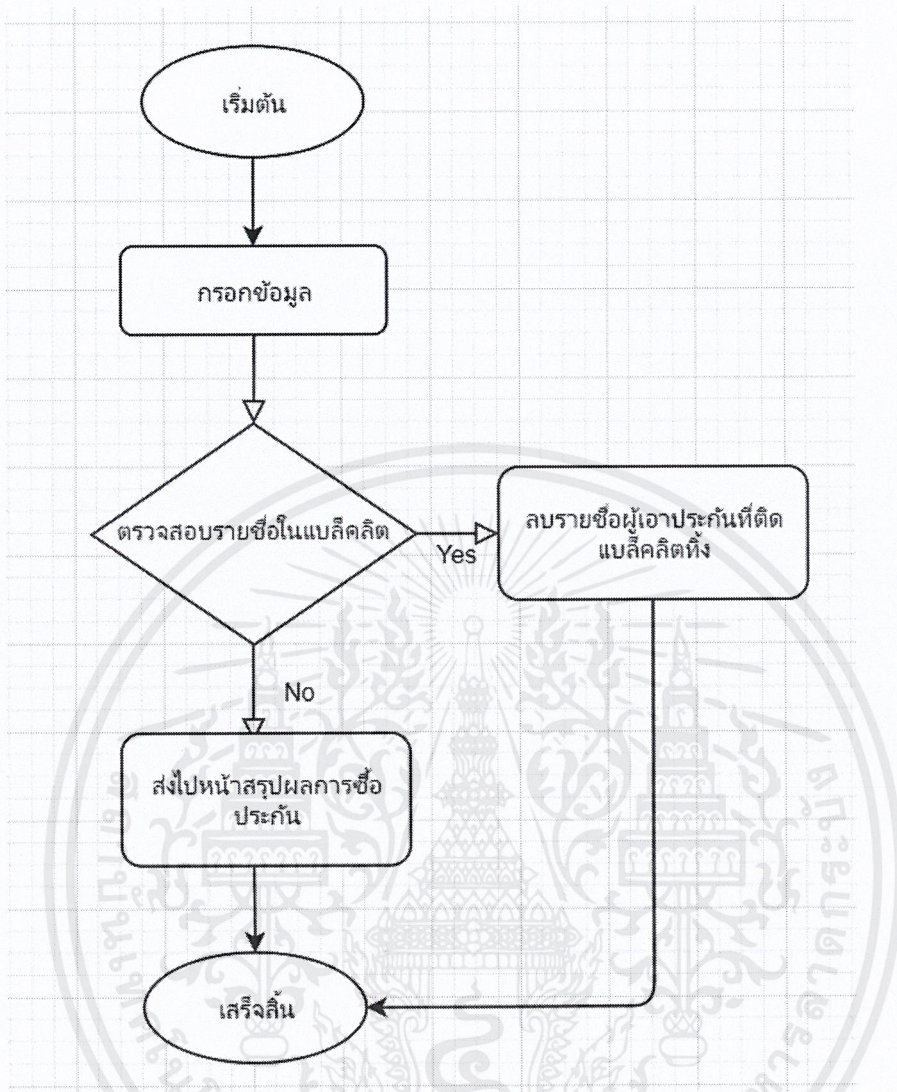 เริ่มต้น
กรอกข้อมูล
ตรวจสอบรายชื่อในแบล็คลิต
Yes
ลบรายชื่อผู้เอาประกันที่ติด
แบล็คลิตทิ้ง
No
ส่งไปหน้าสรุปผลการซื้อ
ประกัน
เสร็จสิ้น